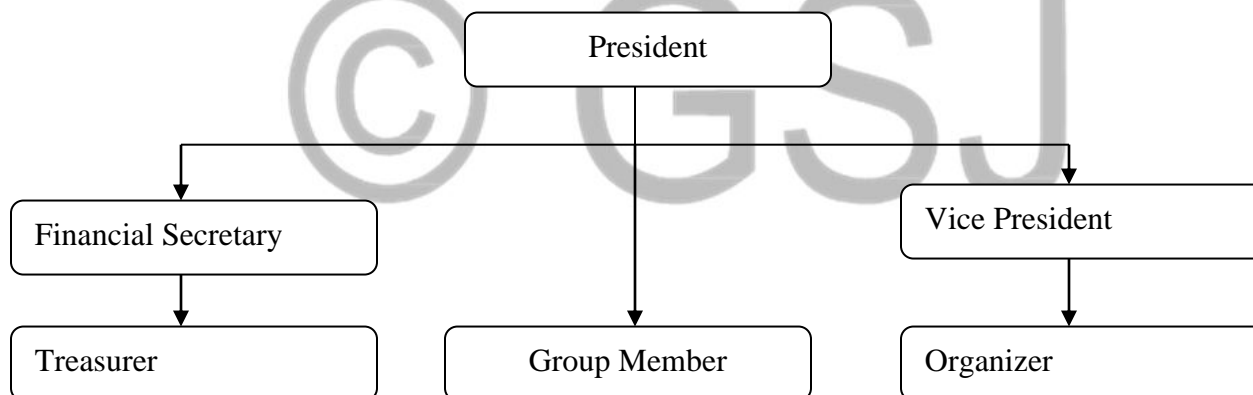 © GSJ
President
Financial Secretary
Vice President
Treasurer
Group Member
Organizer